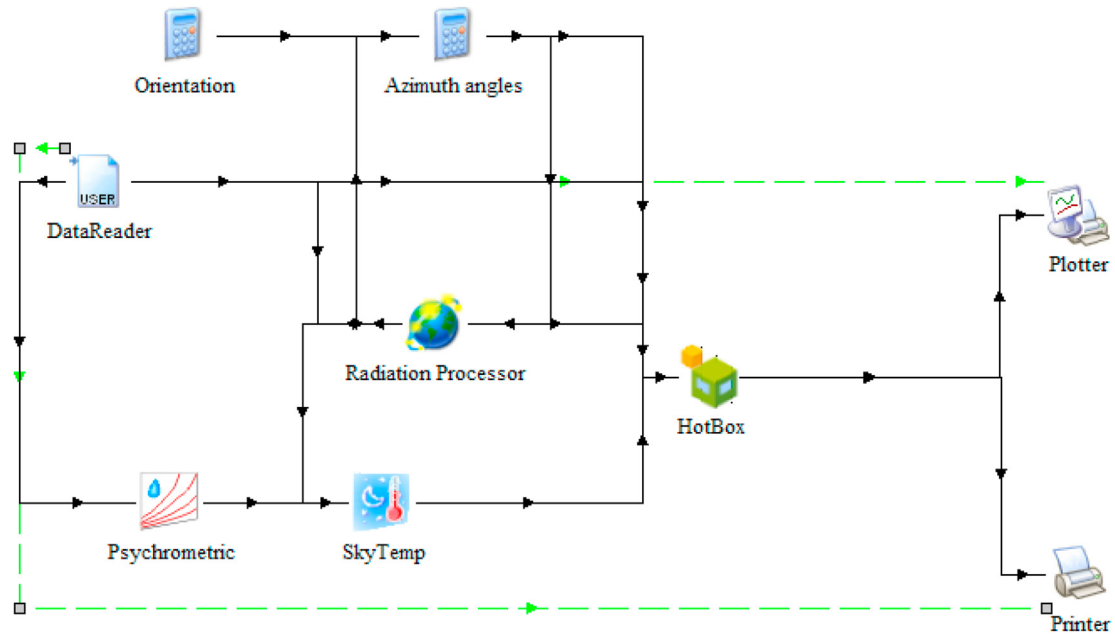 Orientation
Azimuth angles
USER
DataReader
Plotter
Radiation Processor
HotBox
Psychrometric
SkyTemp
Printer